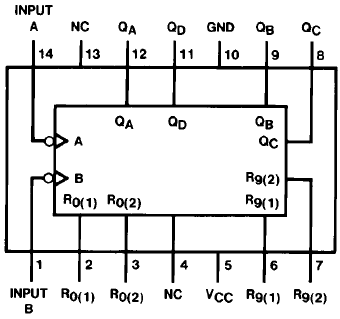 INPUT
A NC QA QD GND QB QC
14 13 12 11 10 9 8
QA QD QB
A QC
B R9(2)
R0(1) R0(2) R9(1)
1 2 3 4 5 6 7
INPUT
B R0(1) R0(2) NC VCC R9(1) R9(2)